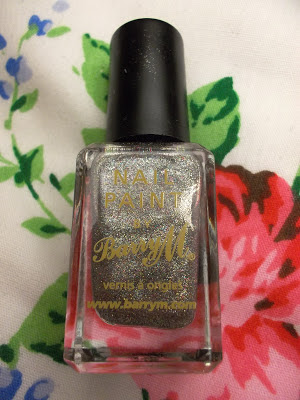 NAIL
PAINT
BY
Barry M.
vernis à ongles
www.barrym.com